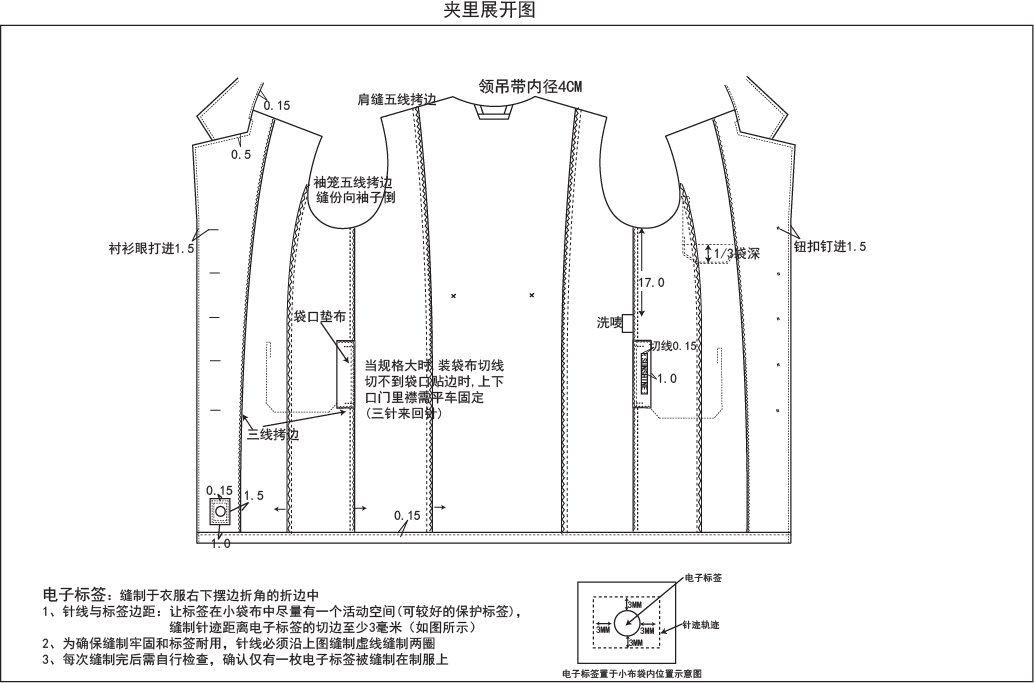 夹里展开图
领吊带内径4CM
肩缝五线拷边
0.15
0.5
袖笼五线拷边
缝份向袖子倒
衬衫眼打进1.5
钮扣钉进1.5
1/3袋深
17.0
袋口垫布
洗唛
切线0.15
1.0
当规格大时 装袋布切线
切不到袋口贴边时,上下
口门里襟需平车固定
(三针来回针)
三线拷边
0.15
1.5
1.0
0.15
电子标签：缝制于衣服右下摆边折角的折边中
1、针线与标签边距：让标签在小袋布中尽量有一个活动空间(可较好的保护标签),
缝制针迹距离电子标签的切边至少3毫米（如图所示）
2、为确保缝制牢固和标签耐用，针线必须沿上图缝制虚线缝制两圈
3、每次缝制完后需自行检查，确认仅有一枚电子标签被缝制在制服上
电子标签
3MM
3MM
3MM
针迹轨迹
电子标签置于小布袋内位置示意图